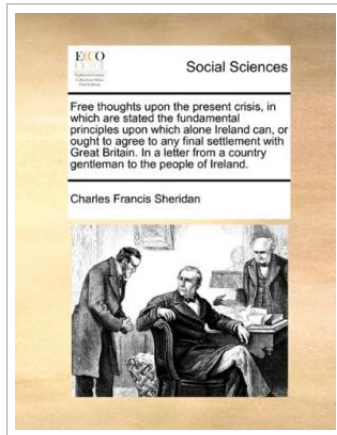 ECCO
Social Sciences
Free thoughts upon the present crisis, in
which are stated the fundamental
principles upon which alone Ireland can, or
ought to agree to any final settlement with
Great Britain. In a letter from a country
gentleman to the people of Ireland.
Charles Francis Sheridan